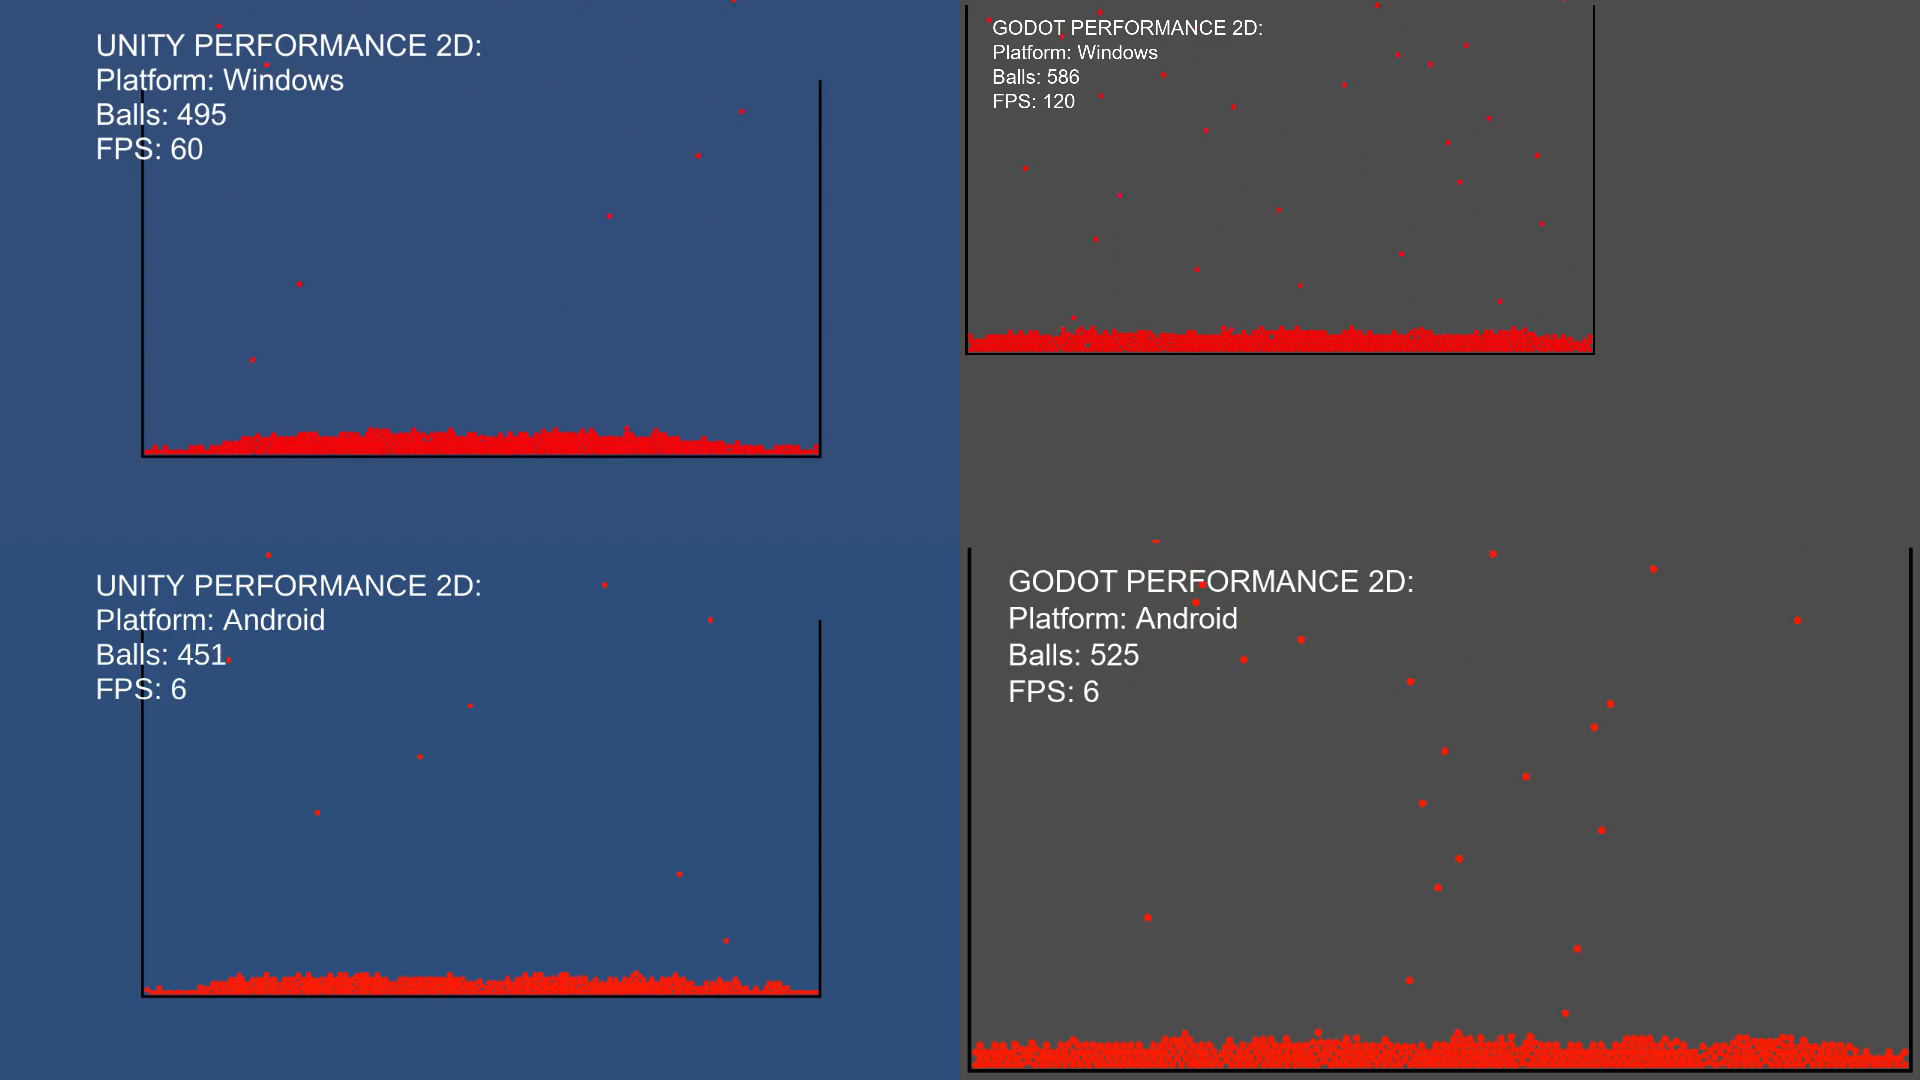 UNITY PERFORMANCE 2D:
Platform: Windows
Balls: 495
FPS: 60
GODOT PERFORMANCE 2D:
Platform: Windows
Balls: 586
FPS: 120
UNITY PERFORMANCE 2D:
Platform: Android
Balls: 451
FPS: 6
GODOT PERFORMANCE 2D:
Platform: Android
Balls: 525
FPS: 6